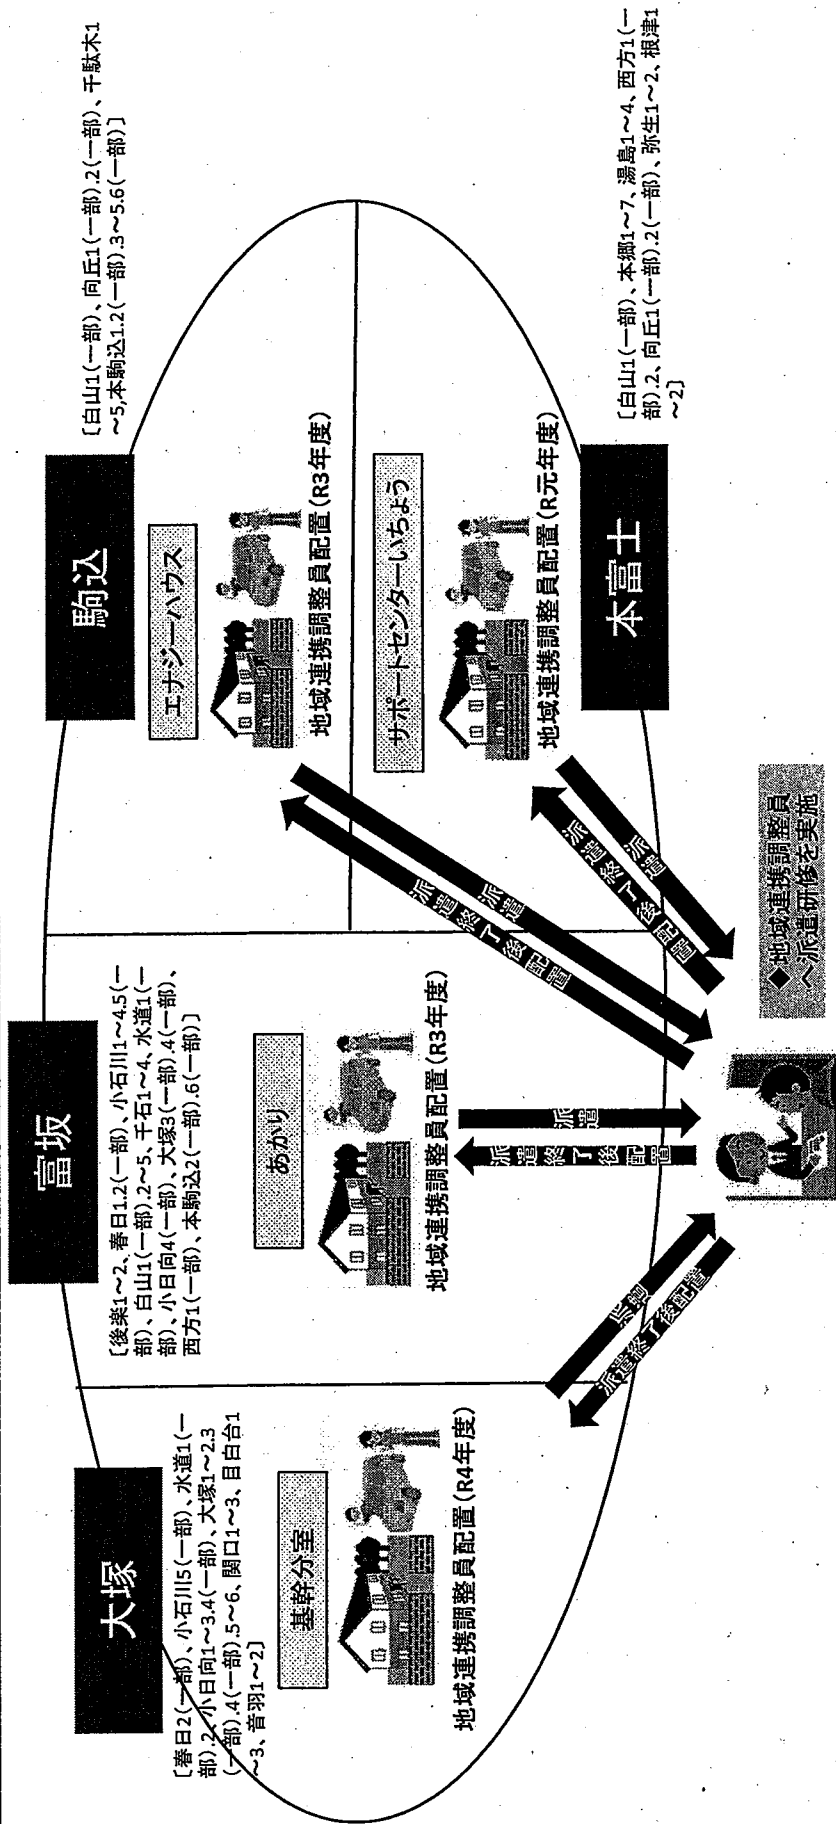 大塚
[春日2(一部)、小石川5(一部)、水道1(一
部).2、小日向1～3.4(一部)、大塚1～2.3
(一部).4(一部).5～6、関口1～3、目白台1
～3、音羽1～2]
基幹分室
地域連携調整員配置(R4年度)
富坂
[後楽1～2、春日1.2(一部)、小石川1～4.5(一
部)、白山1(一部).2～5、千石1～4、水道1(一
部)、小日向4(一部)、大塚3(一部).4(一部)、
西方1(一部)、本駒込2(一部).6(一部)]
あかり
地域連携調整員配置(R3年度)
駒込
[白山1(一部)、向丘1(一部).2(一部)、千駄木1
～5,本駒込1.2(一部).3～5.6(一部)]
エナジーハウス
地域連携調整員配置(R3年度)
サポートセンターいちょう
地域連携調整員配置(R元年度)
本富士
[白山1(一部)、本郷1～7、湯島1～4、西方1(一
部).2、向丘1(一部).2(一部)、弥生1～2、根津1
～2]
派遣
派遣終了後配置
派遣終了後配置
派遣
派遣終了後配置
派遣
派遣終了後配置
派遣
◆地域連携調整員
へ派遣研修を実施